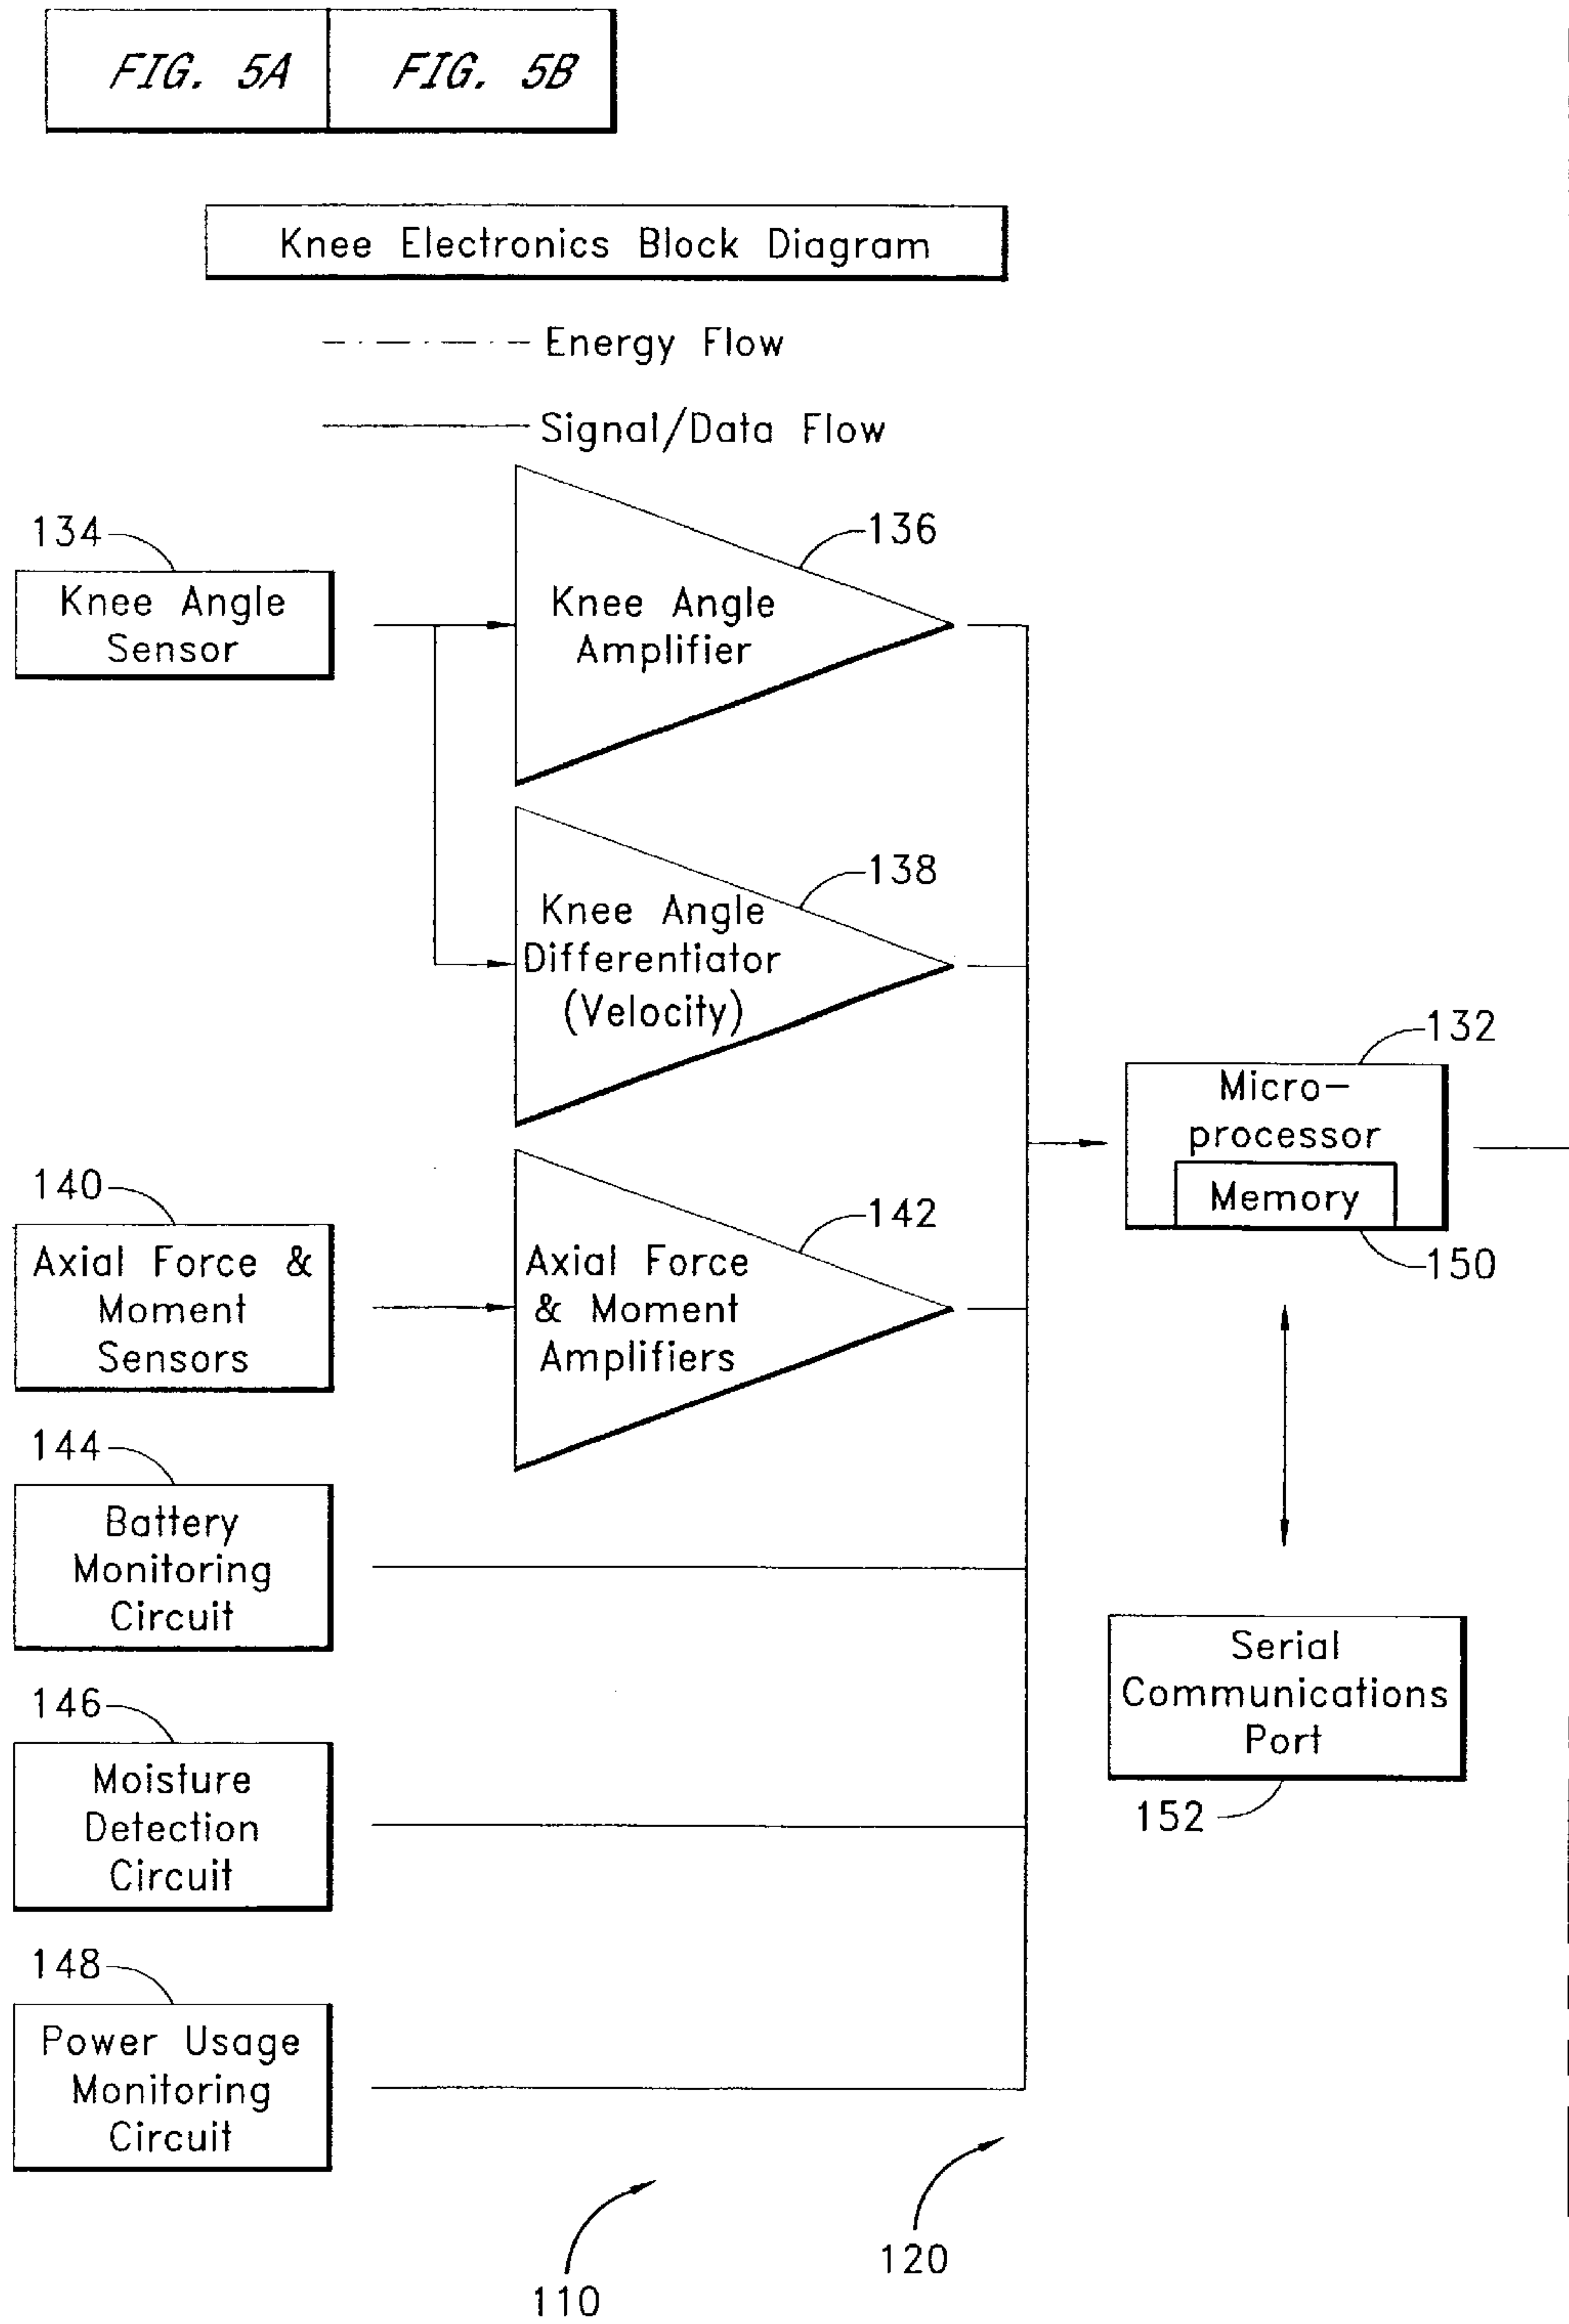 FIG. 5A
FIG. 5B
Knee Electronics Block Diagram
Energy Flow
Signal/Data Flow
134
Knee Angle
Sensor
136
Knee Angle
Amplifier
138
Knee Angle
Differentiator
(Velocity)
132
Micro-
processor
Memory
150
140
Axial Force &
Moment
Sensors
142
Axial Force
& Moment
Amplifiers
144
Battery
Monitoring
Circuit
Serial
Communications
Port
152
146
Moisture
Detection
Circuit
148
Power Usage
Monitoring
Circuit
110
120